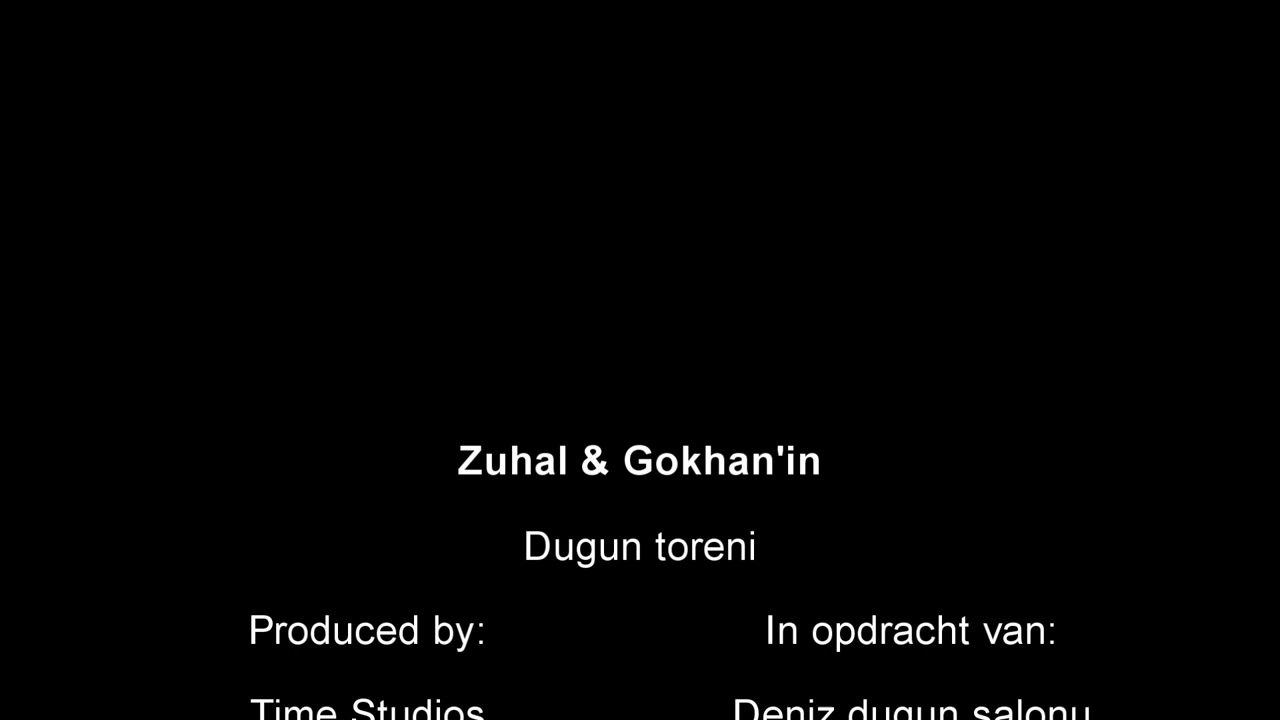 Zuhal & Gokhan'in
Dugun toreni
Produced by: In opdracht van:
Time Studios Deniz dugun salonu